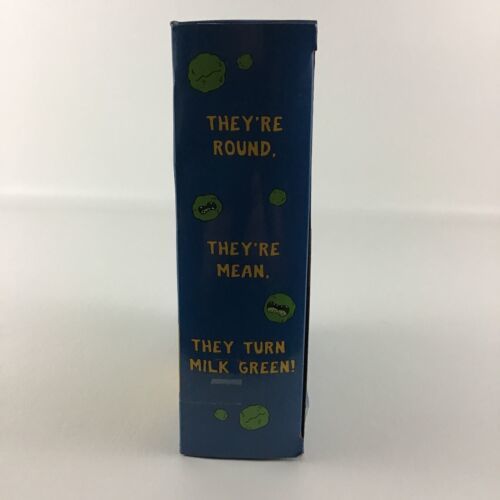 THEY'RE
ROUND,
THEY'RE
MEAN,
THEY TURN
MILK GREEN!